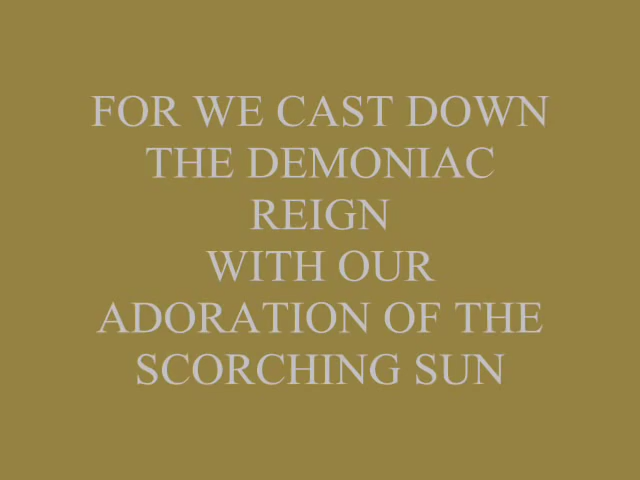 FOR WE CAST DOWN
THE DEMONIAC
REIGN
WITH OUR
ADORATION OF THE
SCORCHING SUN